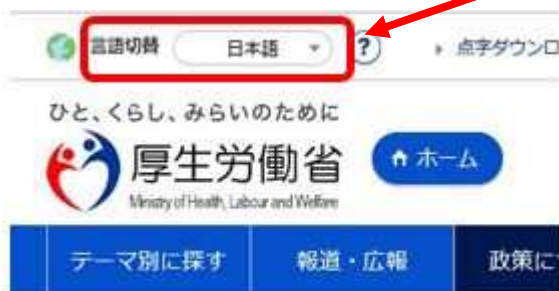 言語切替 日本語 ?
点字ダウンロ
ひと、くらし、みらいのために
厚生労働省
Ministry of Health, Labour and Welfare
ホーム
テーマ別に探す 報道・広報 政策に